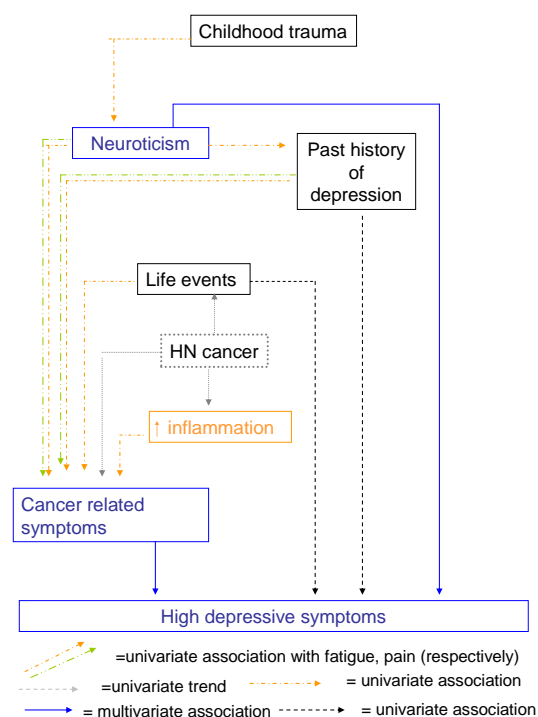 Childhood trauma
Neuroticism
Past history
of
depression
Life events
HN cancer
↑ inflammation
Cancer related
symptoms
High depressive symptoms
=univariate association with fatigue, pain (respectively)
=univariate trend
= univariate association
= multivariate association
= univariate association